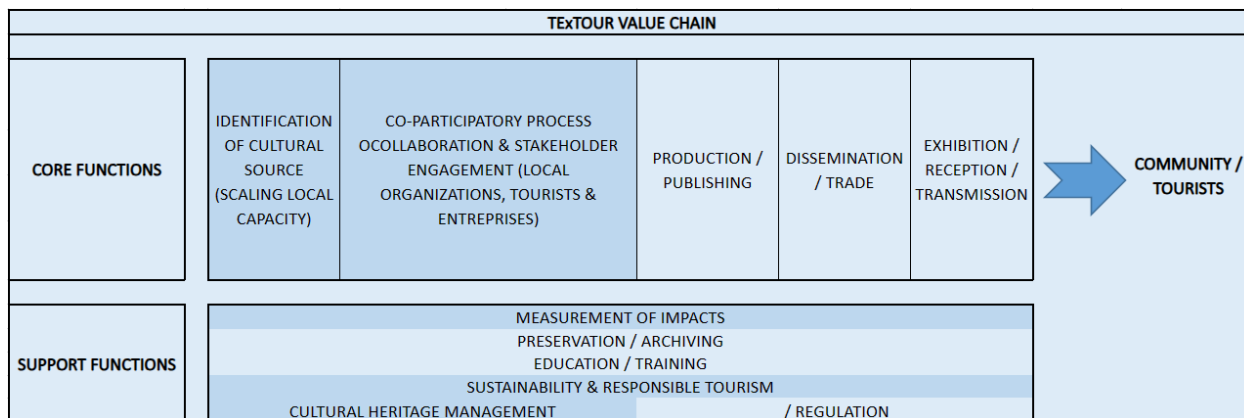 TExTOUR VALUE CHAIN
CORE FUNCTIONS
IDENTIFICATION
OF CULTURAL
SOURCE
(SCALING LOCAL
CAPACITY)
CO-PARTICIPATORY PROCESS
OCOLLABORATION & STAKEHOLDER
ENGAGEMENT (LOCAL
ORGANIZATIONS, TOURISTS &
ENTREPRISES)
PRODUCTION /
PUBLISHING
DISSEMINATION
/ TRADE
EXHIBITION /
RECEPTION /
TRANSMISSION
COMMUNITY /
TOURISTS
SUPPORT FUNCTIONS
MEASUREMENT OF IMPACTS
PRESERVATION / ARCHIVING
EDUCATION / TRAINING
SUSTAINABILITY & RESPONSIBLE TOURISM
CULTURAL HERITAGE MANAGEMENT / REGULATION